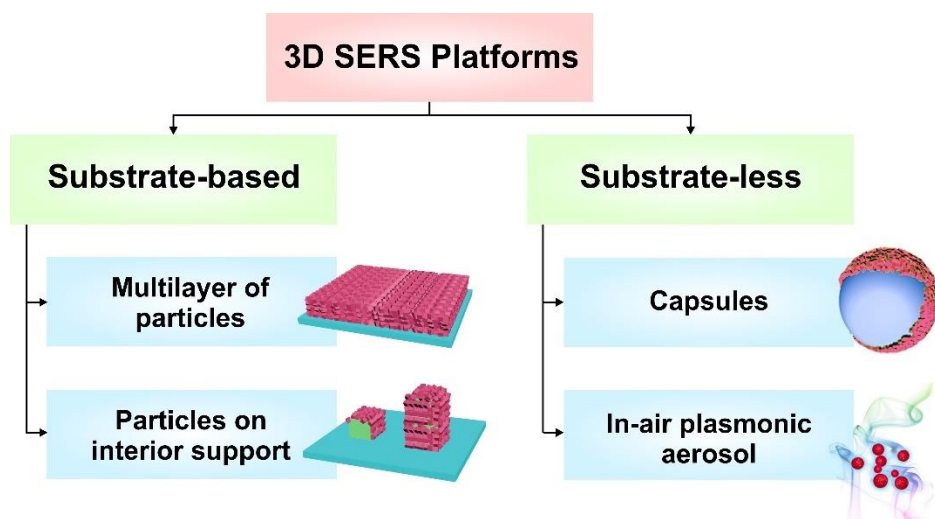 3D SERS Platforms
Substrate-based
Substrate-less
Multilayer of
particles
Capsules
Particles on
interior support
In-air plasmonic
aerosol